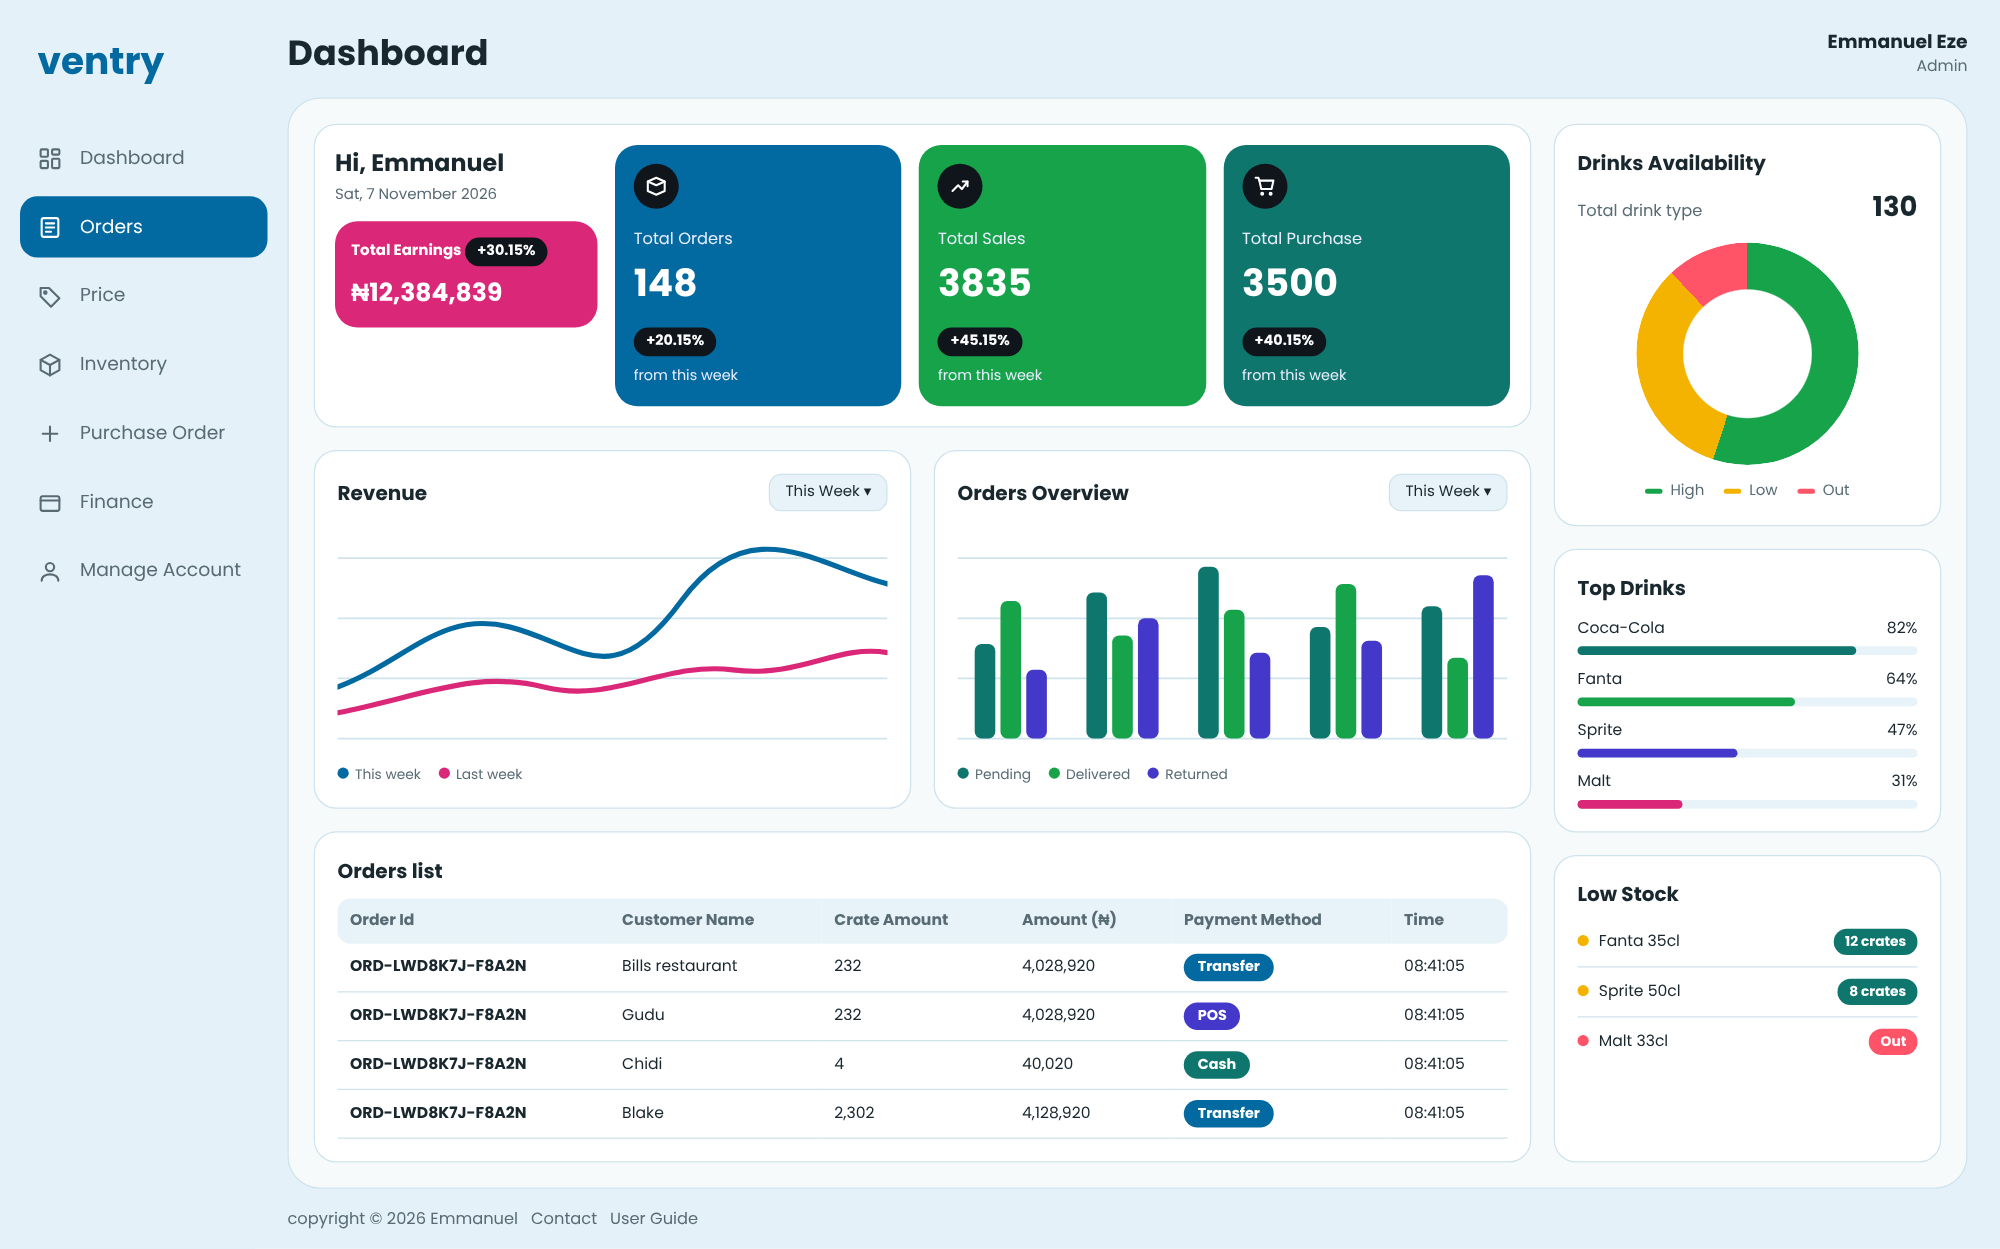 ventry
Dashboard
Orders
Price
Inventory
Purchase Order
Finance
Manage Account
Dashboard
Emmanuel Eze
Admin
Hi, Emmanuel
Sat, 7 November 2026
Total Earnings +30.15%
₦12,384,839
Total Orders
148
+20.15%
from this week
Total Sales
3835
+45.15%
from this week
Total Purchase
3500
+40.15%
from this week
Revenue
This Week ▾
This week
Last week
Orders Overview
This Week ▾
Pending
Delivered
Returned
Orders list
Order Id Customer Name Crate Amount Amount (₦) Payment Method Time
ORD-LWD8K7J-F8A2N Bills restaurant 232 4,028,920 Transfer 08:41:05
ORD-LWD8K7J-F8A2N Gudu 232 4,028,920 POS 08:41:05
ORD-LWD8K7J-F8A2N Chidi 4 40,020 Cash 08:41:05
ORD-LWD8K7J-F8A2N Blake 2,302 4,128,920 Transfer 08:41:05
Drinks Availability
Total drink type 130
High Low Out
Top Drinks
Coca-Cola 82%
Fanta 64%
Sprite 47%
Malt 31%
Low Stock
Fanta 35cl 12 crates
Sprite 50cl 8 crates
Malt 33cl Out
copyright © 2026 Emmanuel Contact User Guide